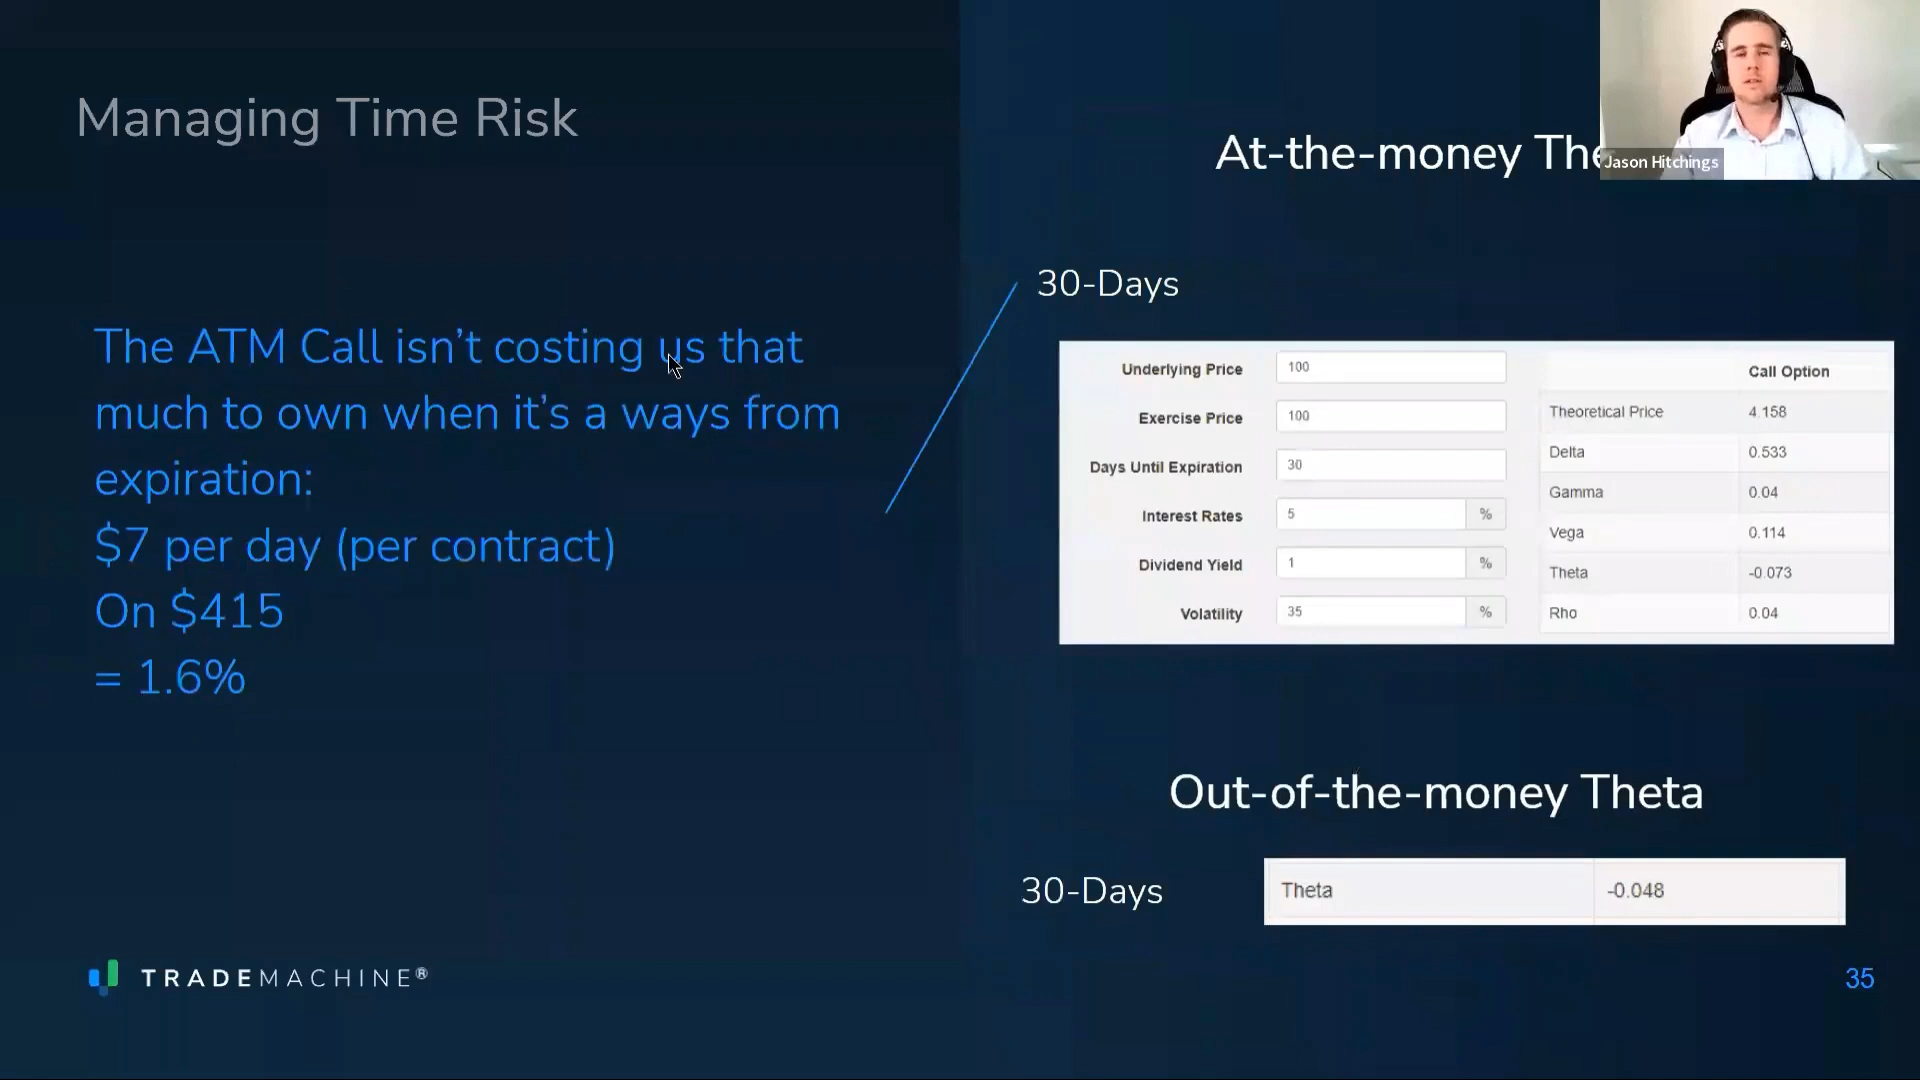 Managing Time Risk
The ATM Call isn't costing us that
much to own when it's a ways from
expiration:
$7 per day (per contract)
On $415
= 1.6%
At-the-money
Jason Hitchings
30-Days
Underlying Price 100
Exercise Price 100
Days Until Expiration 30
Interest Rates 5 %
Dividend Yield 1 %
Volatility 35 %
Call Option
Theoretical Price 4.158
Delta 0.533
Gamma 0.04
Vega 0.114
Theta -0.073
Rho 0.04
Out-of-the-money Theta
30-Days
Theta -0.048
TRADEMACHINE®
35